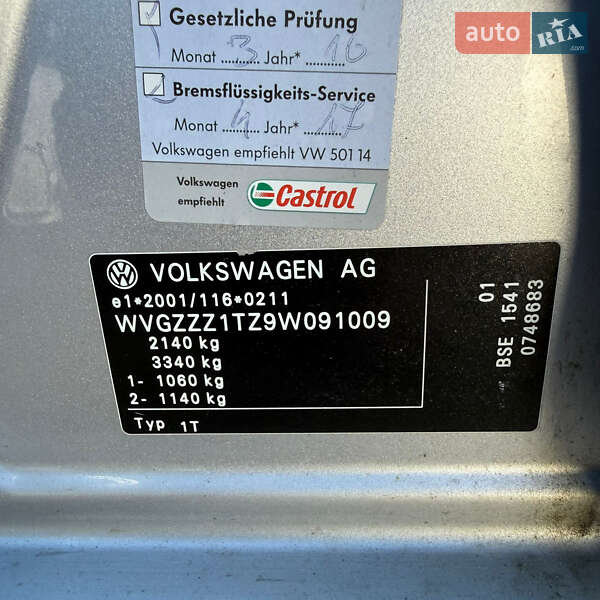 Gesetzliche Prüfung
Monat 3 Jahr* 16
Bremsflüssigkeits-Service
Monat 4 Jahr* 17
Volkswagen empfiehlt VW 501 14
Volkswagen
empfiehlt
Castrol
auto RIA.com
VOLKSWAGEN AG
e1*2001/116*0211
WVGZZZ1TZ9W091009
2140 kg
3340 kg
1- 1060 kg
2- 1140 kg
Typ 1T
01
BSE 1541
0748683